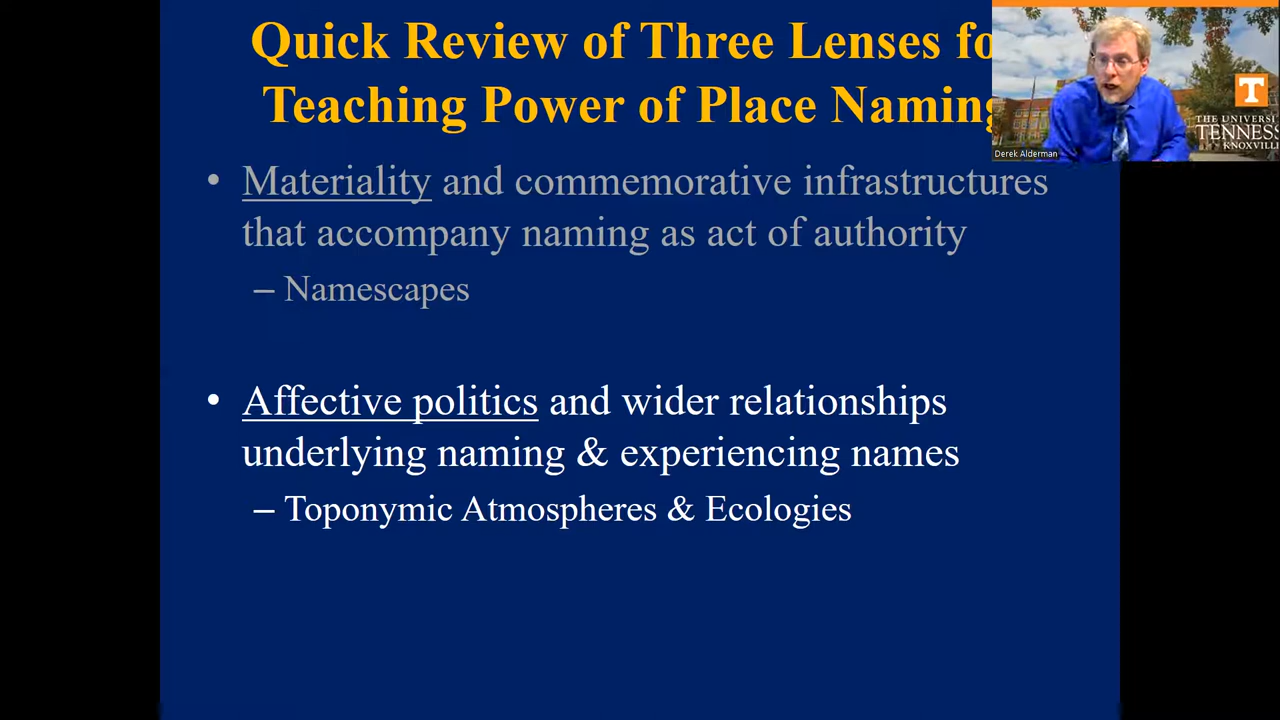 Quick Review of Three Lenses fo
Teaching Power of Place Naming
• Materiality and commemorative infrastructures
that accompany naming as act of authority
– Namescapes
• Affective politics and wider relationships
underlying naming & experiencing names
– Toponymic Atmospheres & Ecologies
Derek Alderman
T
THE UNIVERSI
TENNESS
KNOXVILL